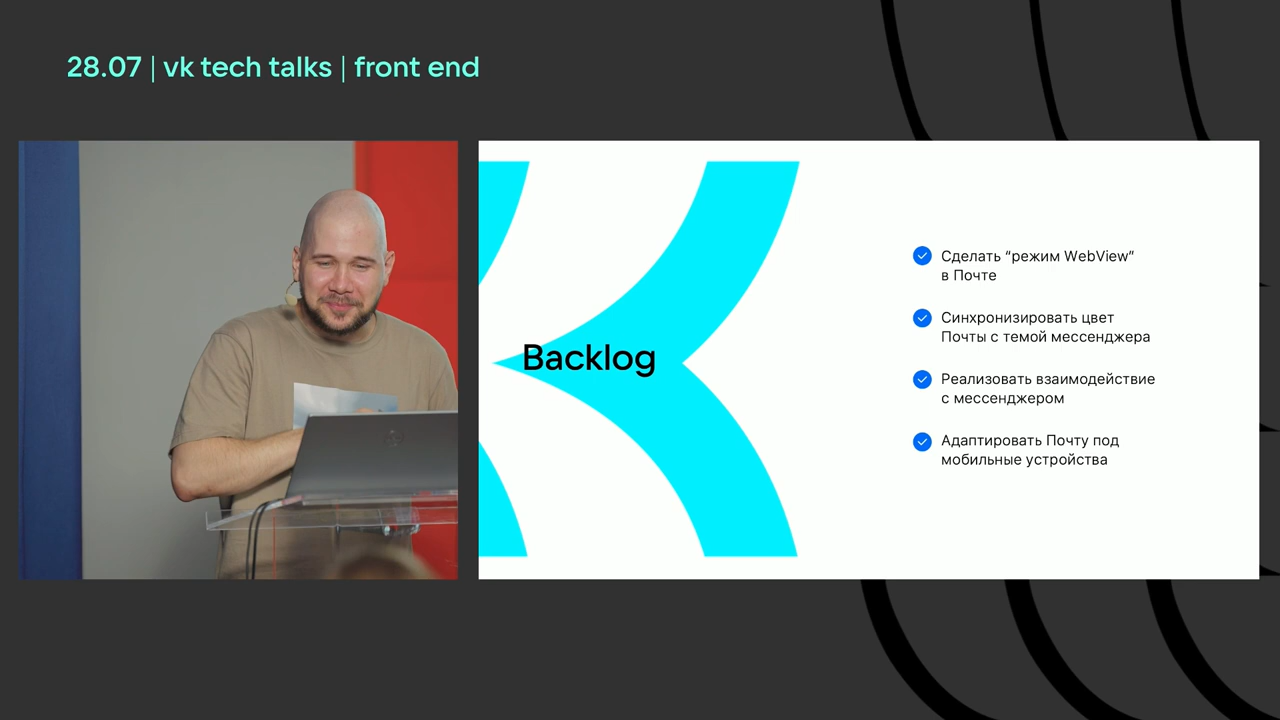 28.07 | vk tech talks | front end
Backlog
Сделать “режим WebView”
в Почте
Синхронизировать цвет
Почты с темой мессенджера
Реализовать взаимодействие
с мессенджером
Адаптировать Почту под
мобильные устройства